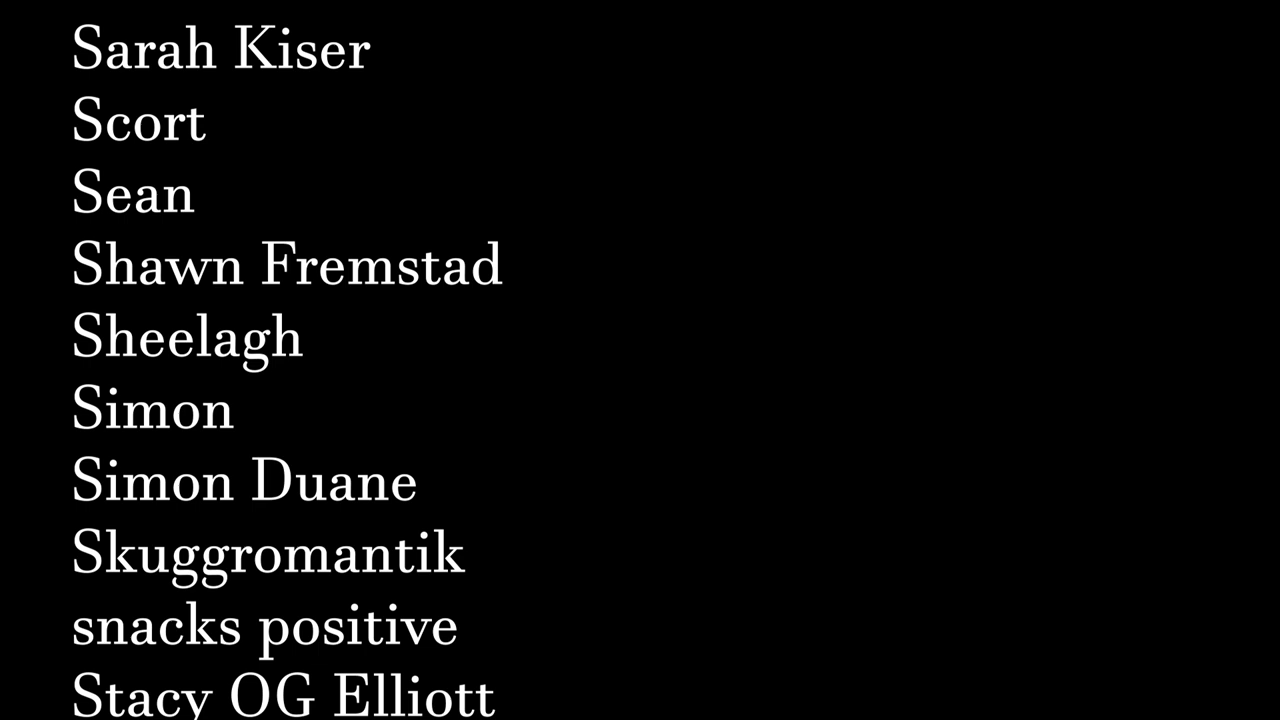 Sarah Kiser
Scort
Sean
Shawn Fremstad
Sheelagh
Simon
Simon Duane
Skuggromantik
snacks positive
Stacy OG Elliott